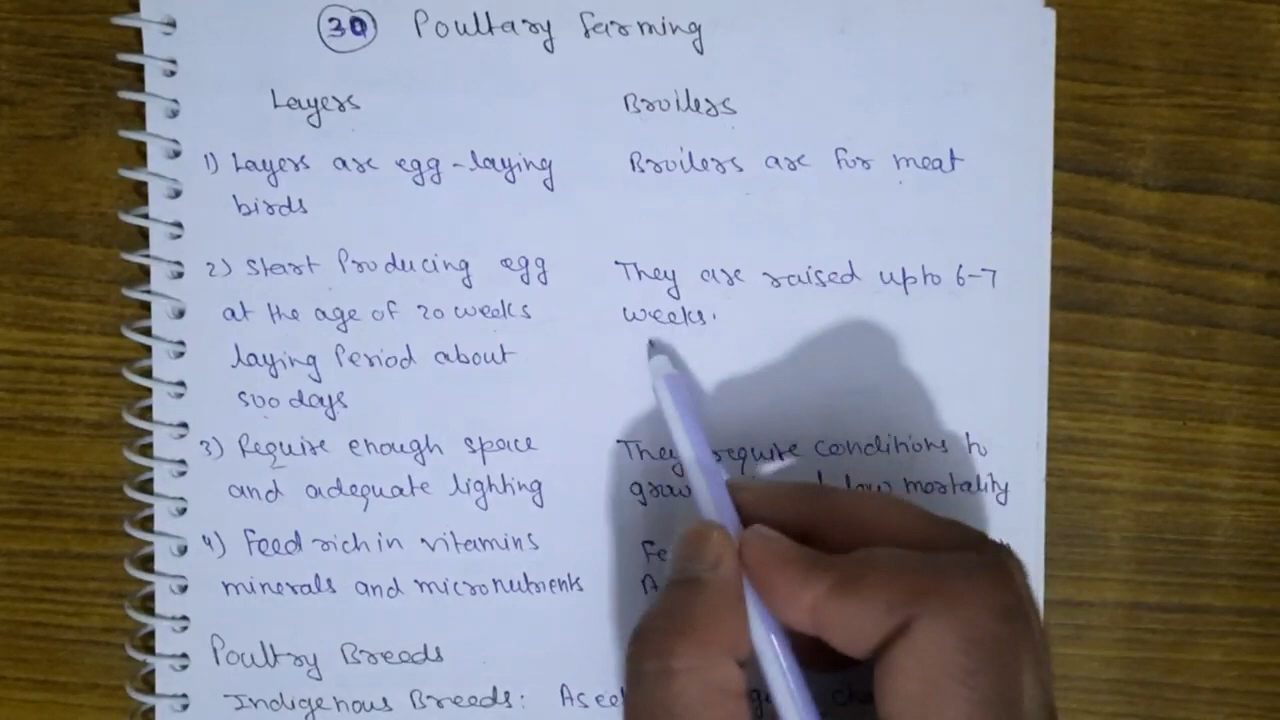 30 Poultary farming
Layers Broilers
1) Layers are egg-laying Broilers are for meat
birds
2) Start Producing egg They are raised upto 6-7
at the age of 20 weeks weeks.
laying Period about
500 days
3) Require enough space They require conditions to
and adequate lighting grow low mortality
4) Feed rich in vitamins
minerals and micronutrients
Poultry Breeds
Indigenous Breeds: Aseel